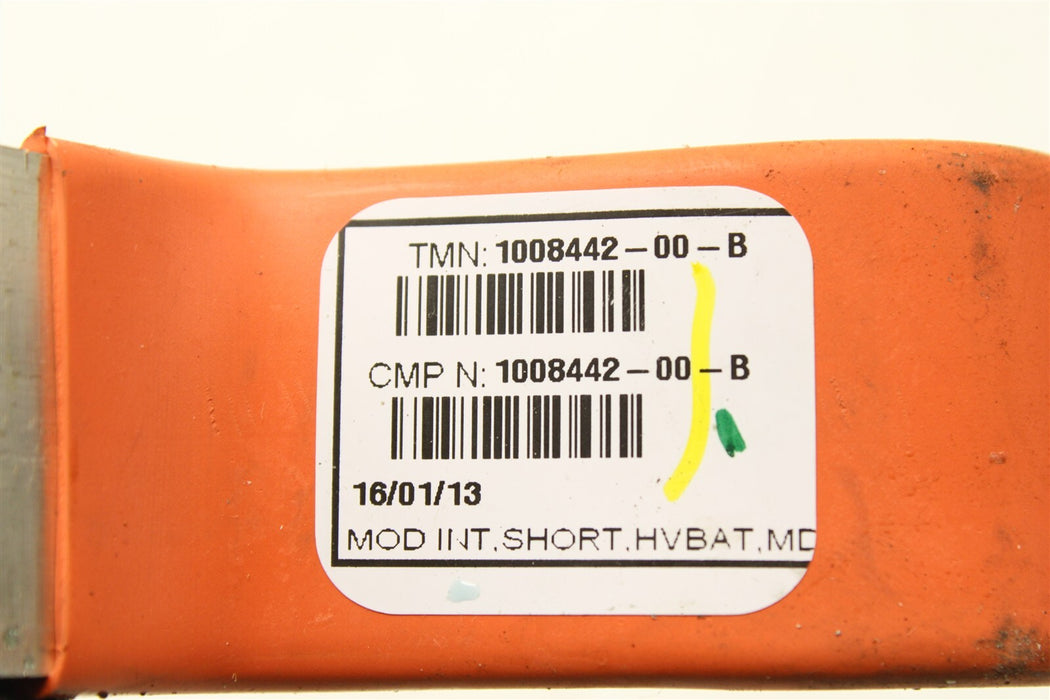 TMN: 1008442-00-B
CMP N: 1008442-00-B
16/01/13
MOD INT,SHORT,HVBAT,MD